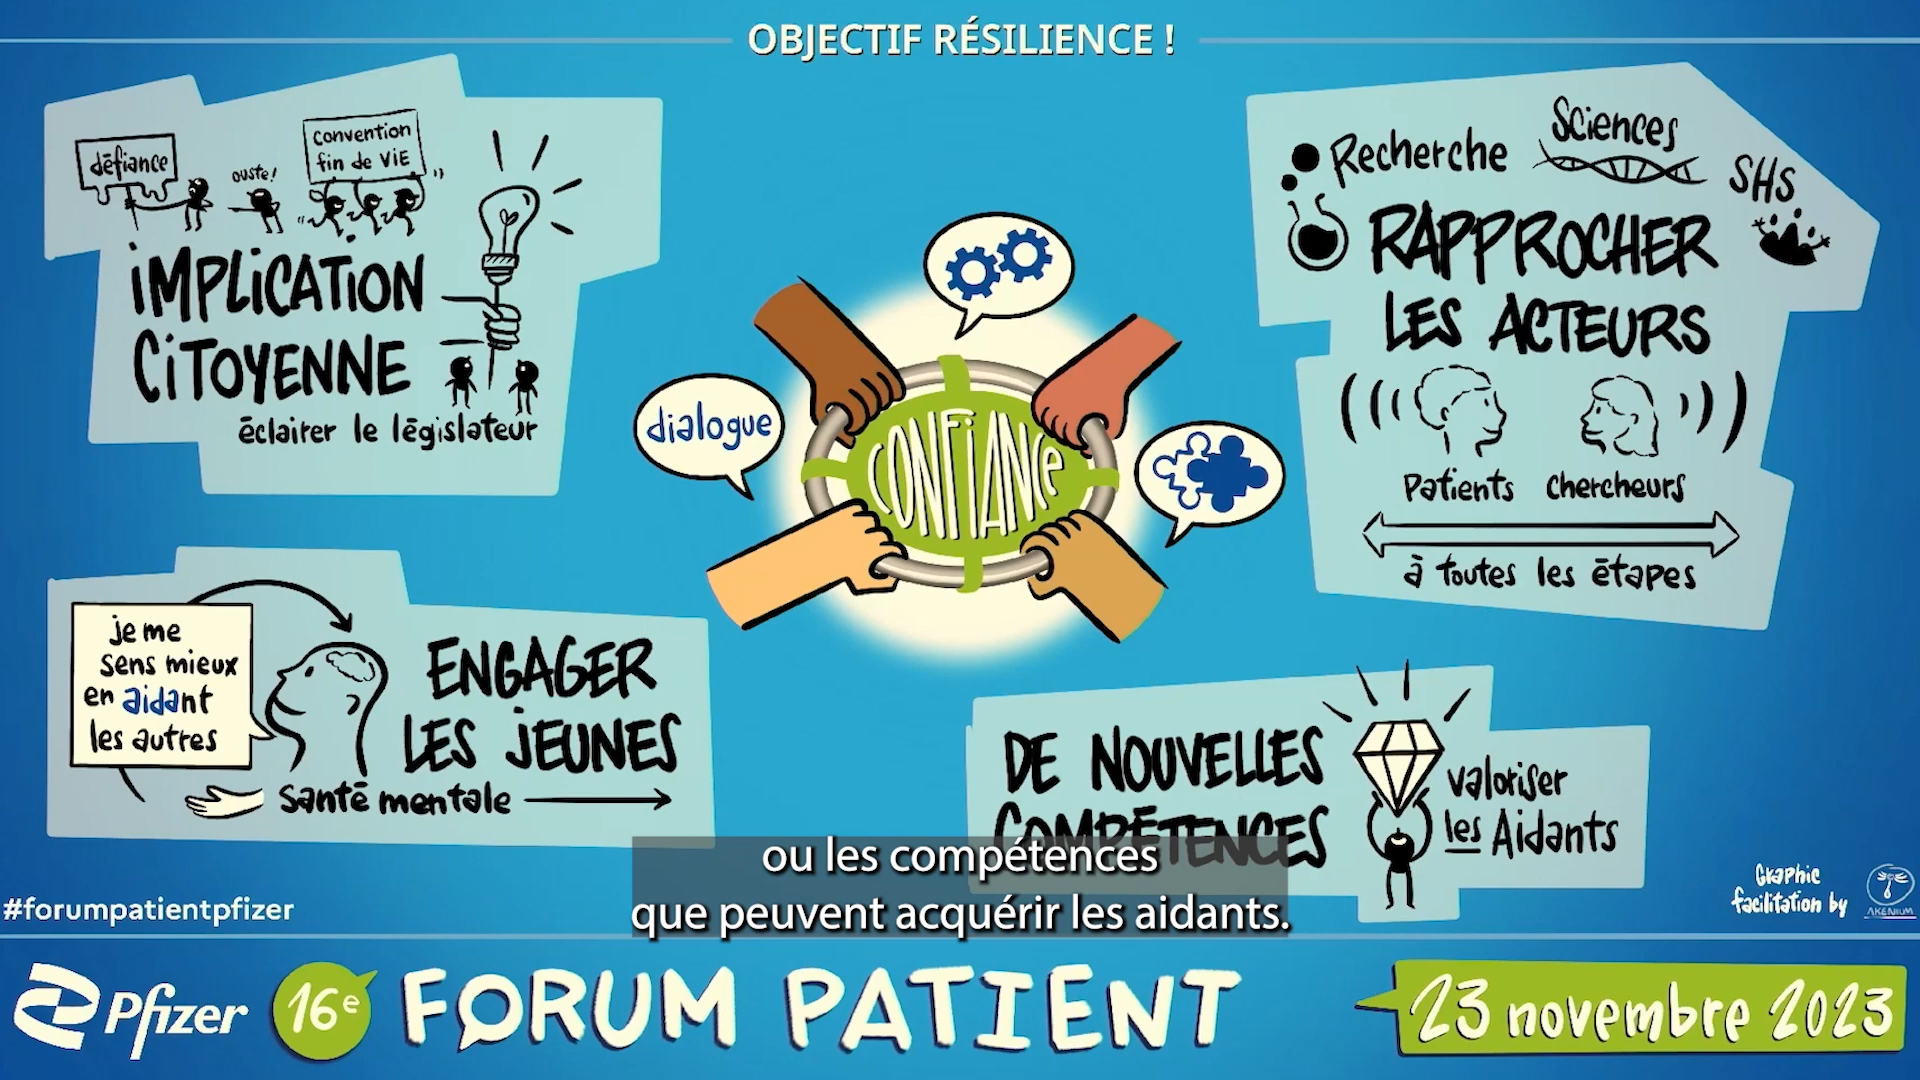 OBJECTIF RÉSILIENCE !
défiance
ouste!
convention
fin de ViE
iMPLiCATiON
CiTOYENNE
éclairer le législateur
Recherche
Sciences
SHS
RAPPROCHER
LES ACTEURS
Patients chercheurs
à toutes les étapes
dialogue
CONFiANCe
je me
sens mieux
en aidant
les autres
ENGAGER
LES JEUNES
santé mentale
DE NOUVELLES
COMPÉTENCES
valoriser
les Aidants
ou les compétences
que peuvent acquérir les aidants.
#forumpatientpfizer
Graphic
facilitation by
AKENIUM
Pfizer
16e FORUM PATIENT
23 novembre 2023